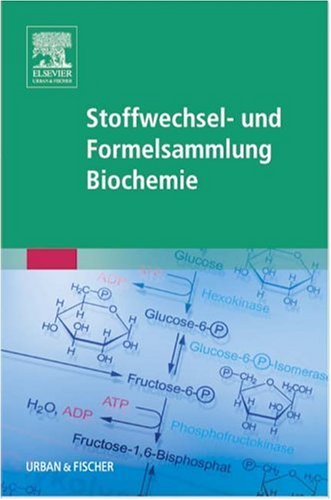 ELSEVIER
URBAN & FISCHER
Stoffwechsel- und
Formelsammlung
Biochemie
Glucose
ADP
ATP
Hexokinase
Glucose-6-P
Glucose-6-P-Isomerase
Fructose-6-P
H₂O, ADP
ATP
Phosphofructokinase
Fructose-1,6-Bisphosphat
URBAN & FISCHER